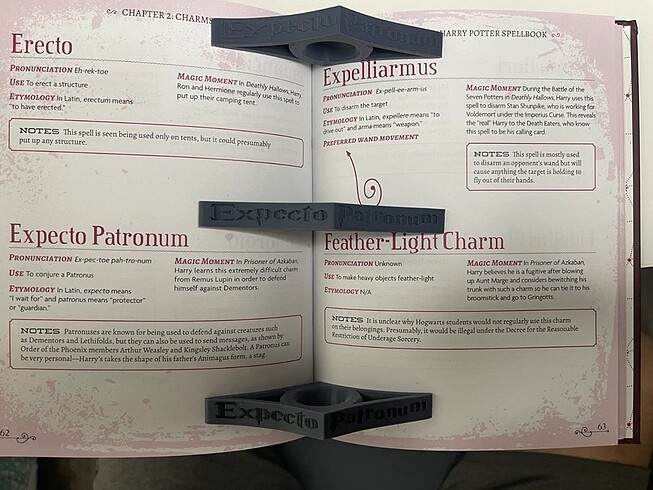 CHAPTER 2: CHARMS
Erecto
PRONUNCIATION Eh-rek-toe
USE To erect a structure
ETYMOLOGY In Latin, erectum means
"to have erected."
MAGIC MOMENT In Deathly Hallows, Harry,
Ron and Hermione regularly use this spell to
put up their camping tent.
NOTES This spell is seen being used only on tents, but it could presumably
put up any structure.
Expecto Patronum
PRONUNCIATION Ex-pec-toe pah-tro-num
USE To conjure a Patronus
ETYMOLOGY In Latin, expecto means
"I wait for" and patronus means "protector"
or "guardian."
MAGIC MOMENT In Prisoner of Azkaban,
Harry learns this extremely difficult charm
from Remus Lupin in order to defend
himself against Dementors.
NOTES Patronuses are known for being used to defend against creatures such
as Dementors and Lethifolds, but they can also be used to send messages, as shown by
Order of the Phoenix members Arthur Weasley and Kingsley Shacklebolt. A Patronus can
be very personal—Harry's takes the shape of his father's Animagus form, a stag.
62
Expecto Patronum
Expecto Patronum
Expecto Patronum
HARRY POTTER SPELLBOOK
Expelliarmus
PRONUNCIATION Ex-pell-ee-arm-us
USE To disarm the target
ETYMOLOGY In Latin, expellere means "to
drive out" and arma means "weapon."
PREFERRED WAND MOVEMENT
MAGIC MOMENT During the Battle of the
Seven Potters in Deathly Hallows, Harry uses this
spell to disarm Stan Shunpike, who is working for
Voldemort under the Imperius Curse. This reveals
the "real" Harry to the Death Eaters, who know
this spell to be his calling card.
NOTES This spell is mostly used
to disarm an opponent's wand but will
cause anything the target is holding to
fly out of their hands.
Feather-Light Charm
PRONUNCIATION Unknown
USE To make heavy objects feather-light
ETYMOLOGY N/A
MAGIC MOMENT In Prisoner of Azkaban,
Harry believes he is a fugitive after blowing
up Aunt Marge and considers bewitching his
trunk with such a charm so he can tie it to his
broomstick and go to Gringotts.
NOTES It is unclear why Hogwarts students would not regularly use this charm
on their belongings. Presumably, it would be illegal under the Decree for the Reasonable
Restriction of Underage Sorcery.
63